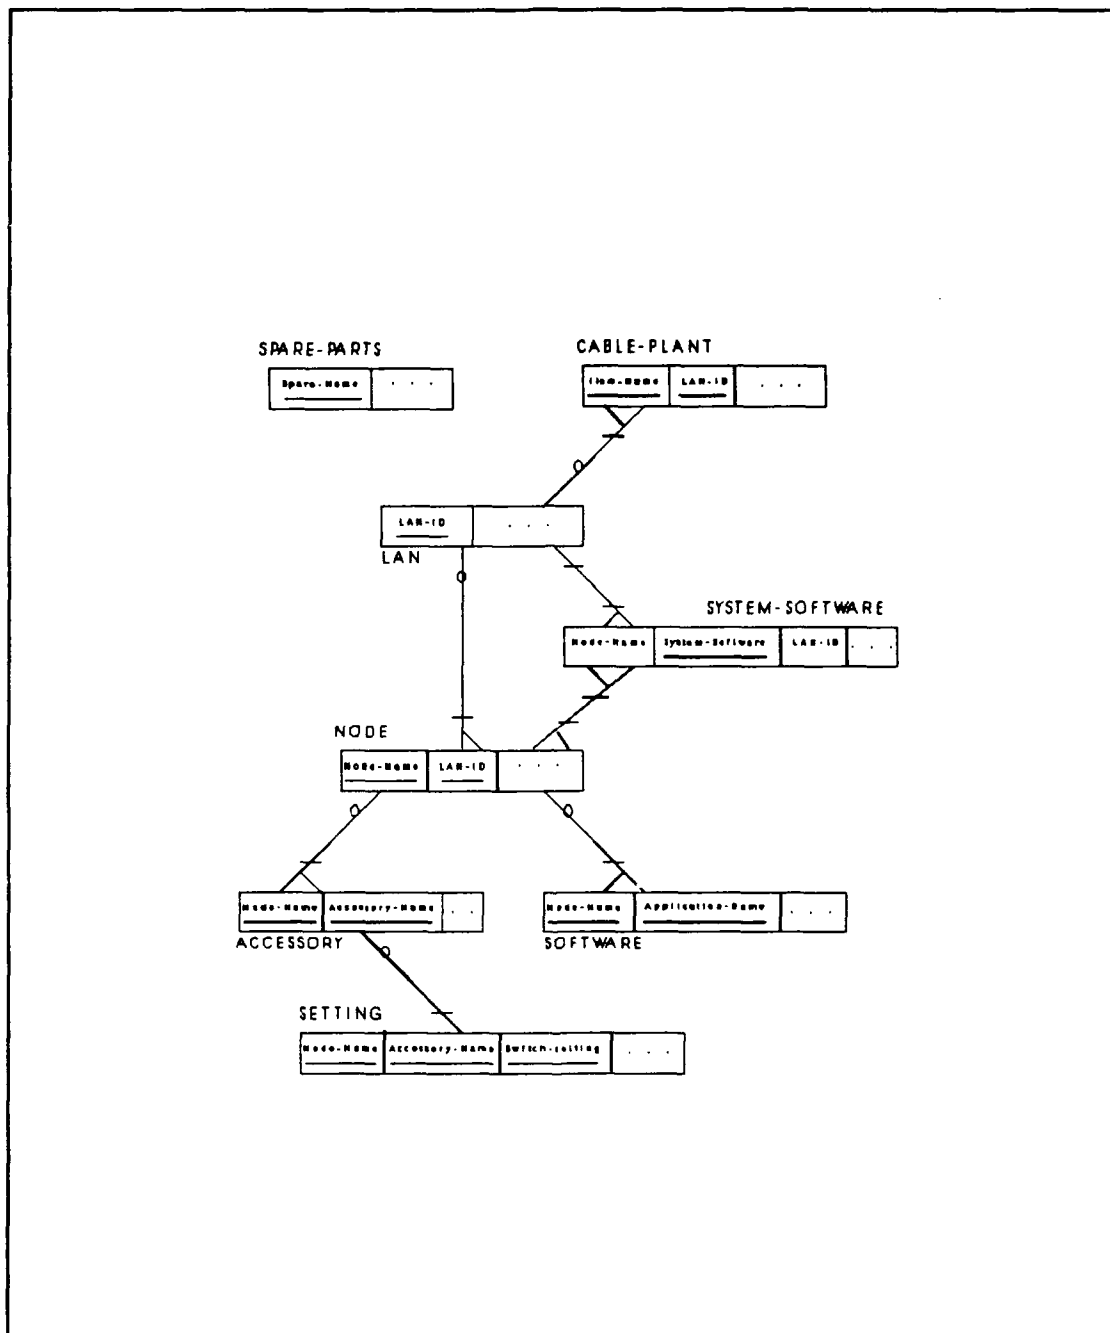 SPARE-PARTS
Spare-Name . . .
CABLE-PLANT
Item-Name LAN-ID . . .
LAN-ID . . .
LAN
SYSTEM-SOFTWARE
Node-Name System-Software LAN-ID . . .
NODE
Node-Name LAN-ID . . .
Node-Name Accessory-Name . .
ACCESSORY
Node-Name Application-Name . . .
SOFTWARE
SETTING
Node-Name Accessory-Name Switch-setting . . .